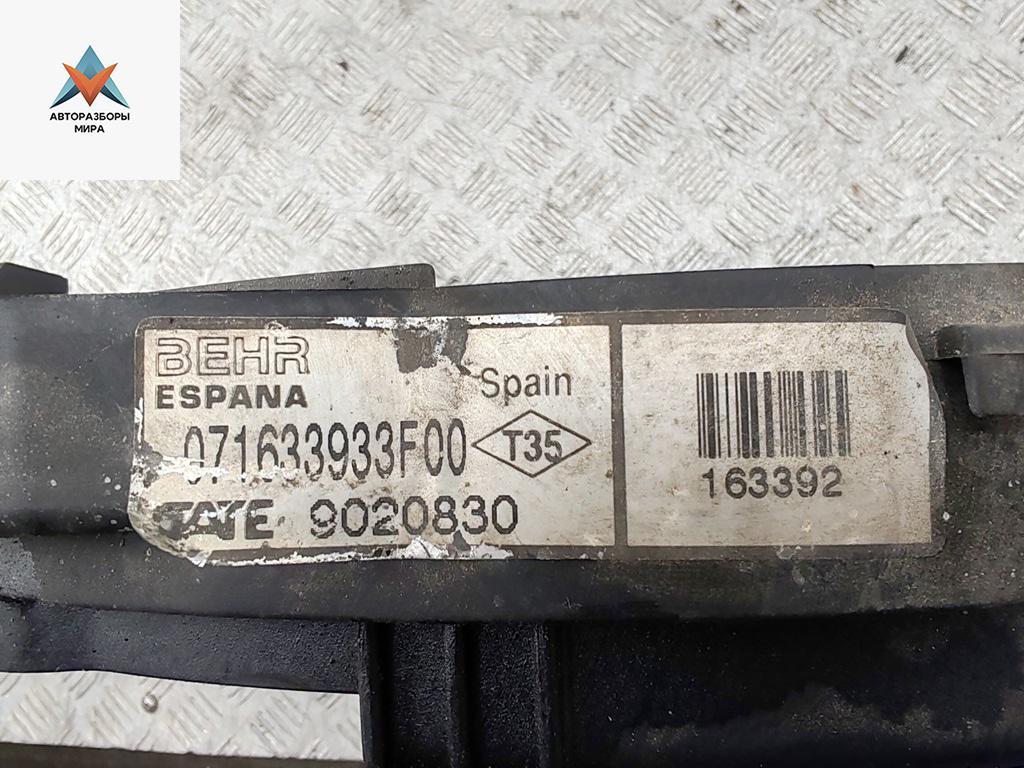 АВТОРАЗБОРЫ
МИРА
BEHR
ESPANA
Spain
071633933F00
T35
9020830
163392